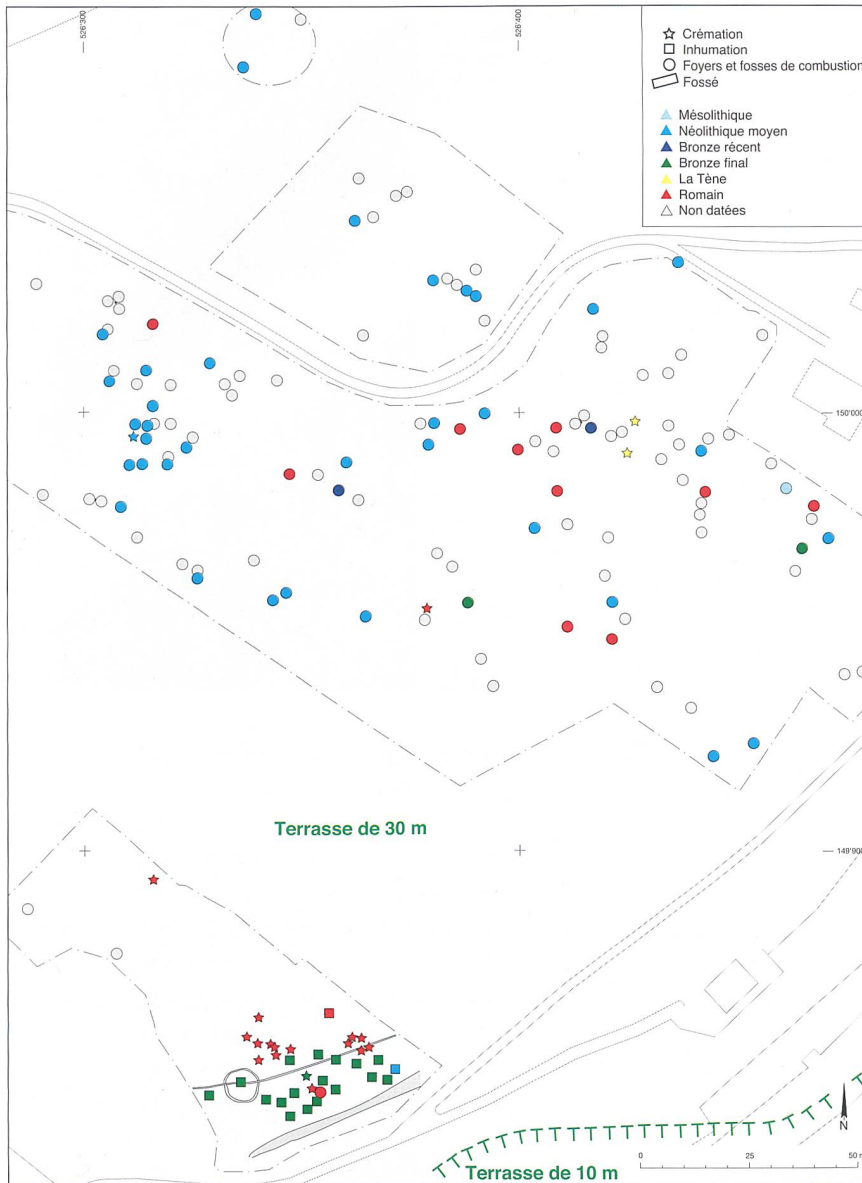 526'300
526'400
Crémation
Inhumation
Foyers et fosses de combustion
Fossé
Mésolithique
Néolithique moyen
Bronze récent
Bronze final
La Tène
Romain
Non datées
150'000
Terrasse de 30 m
149'900
N
0 25 50 m
Terrasse de 10 m